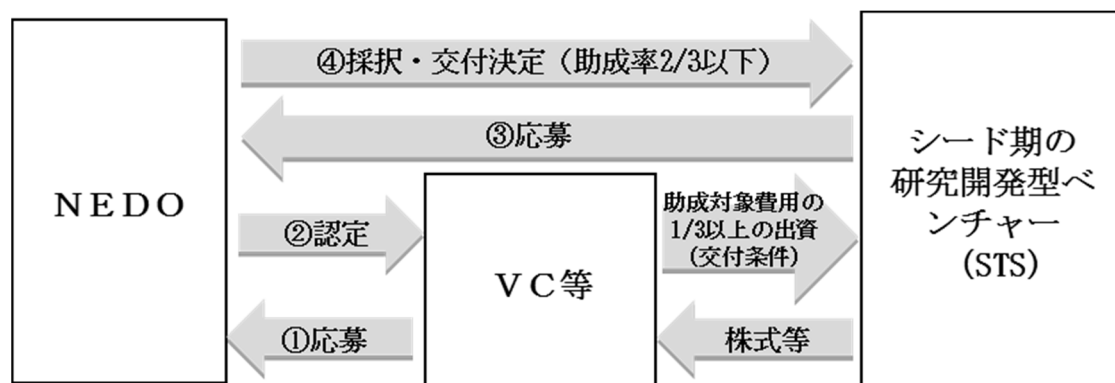 ④採択・交付決定（助成率2/3以下）
③応募
NEDO
シード期の
研究開発型ベ
ンチャー
(STS)
②認定
助成対象費用の
1/3以上の出資
(交付条件)
VC等
①応募
株式等